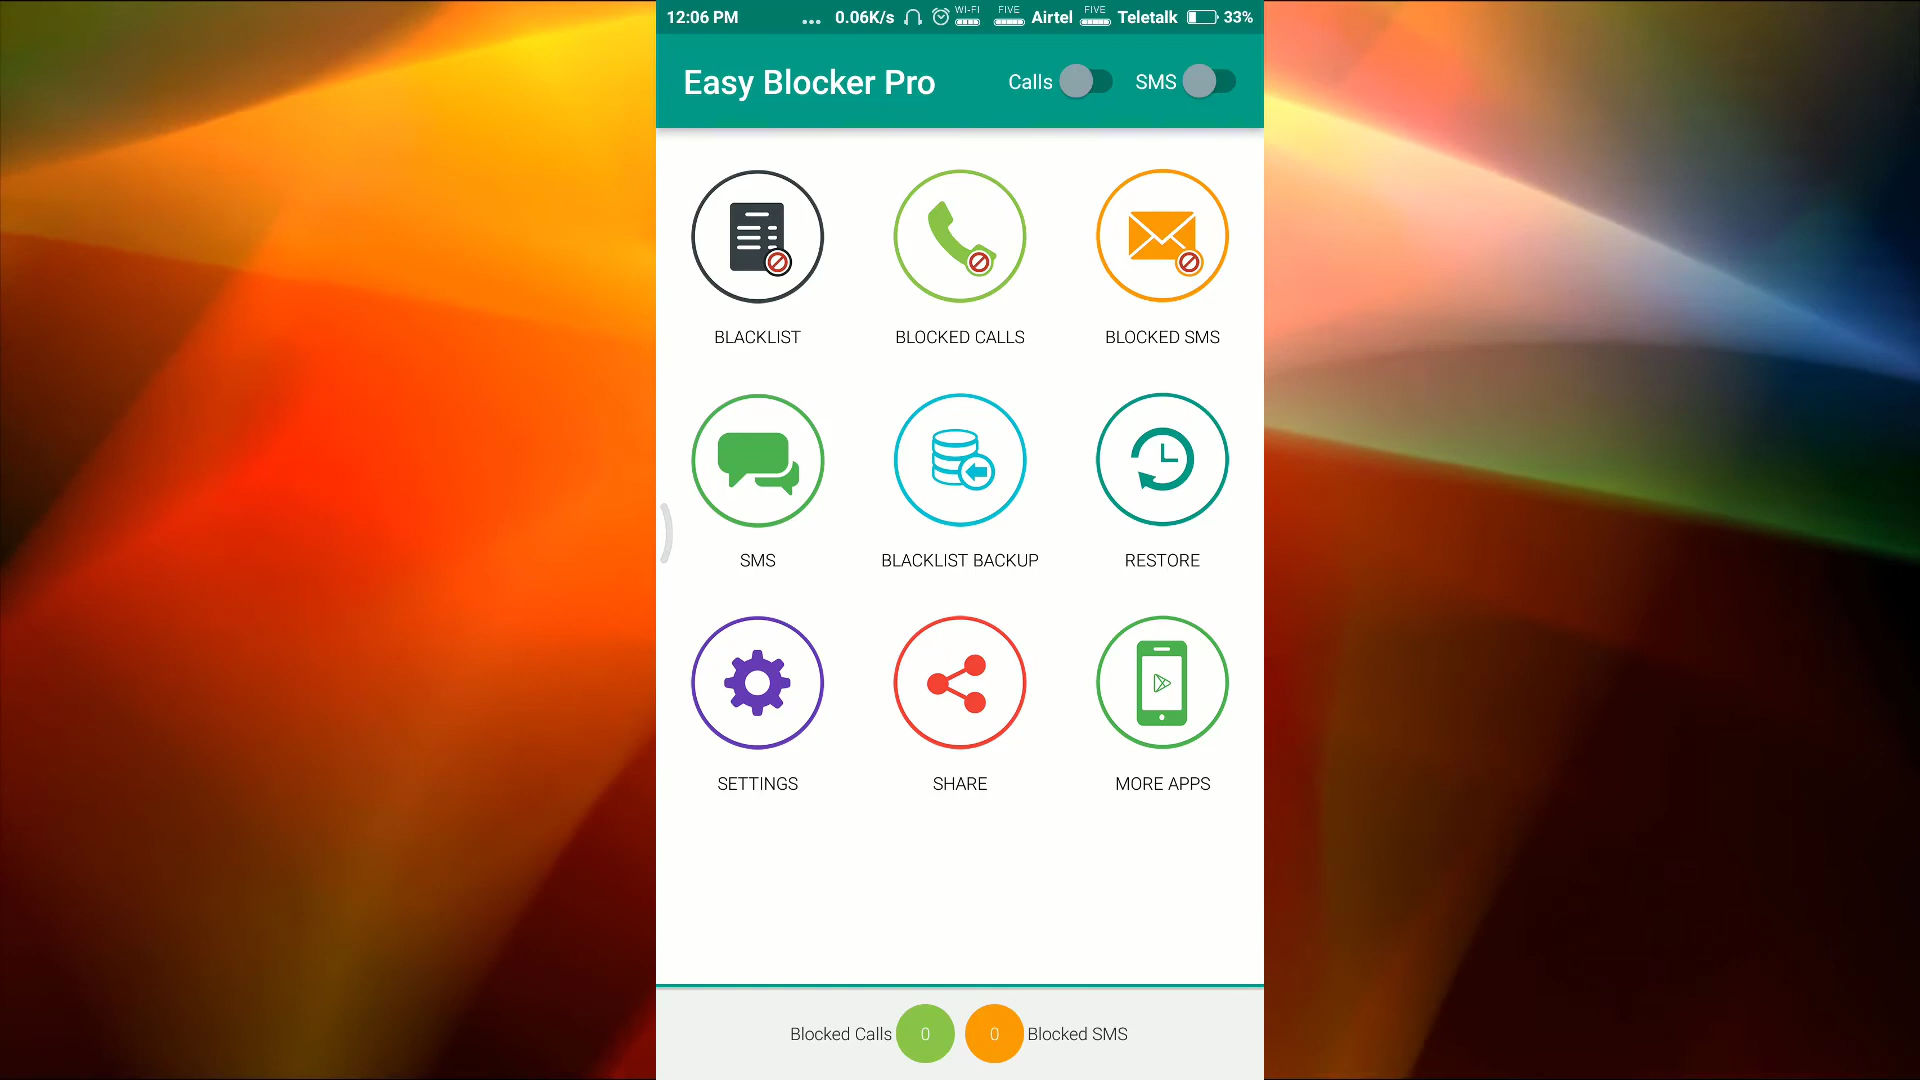 12:06 PM ... 0.06K/s WI-FI FIVE Airtel FIVE Teletalk 33%
Easy Blocker Pro Calls SMS
BLACKLIST BLOCKED CALLS BLOCKED SMS
SMS BLACKLIST BACKUP RESTORE
SETTINGS SHARE MORE APPS
Blocked Calls 0 0 Blocked SMS